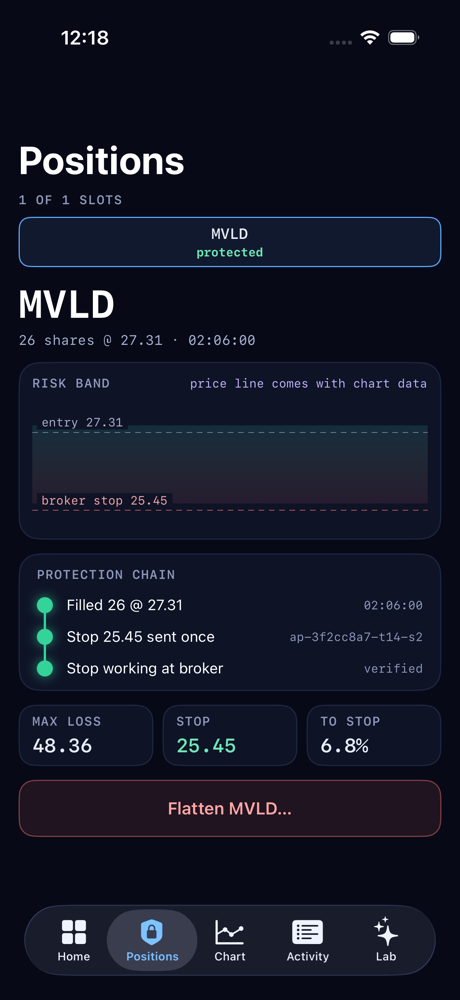 12:18
Positions
1 OF 1 SLOTS
MVLD
protected
MVLD
26 shares @ 27.31 · 02:06:00
RISK BAND
price line comes with chart data
entry 27.31
broker stop 25.45
PROTECTION CHAIN
Filled 26 @ 27.31
02:06:00
Stop 25.45 sent once
ap-3f2cc8a7-t14-s2
Stop working at broker
verified
MAX LOSS
48.36
STOP
25.45
TO STOP
6.8%
Flatten MVLD...
Home
Positions
Chart
Activity
Lab